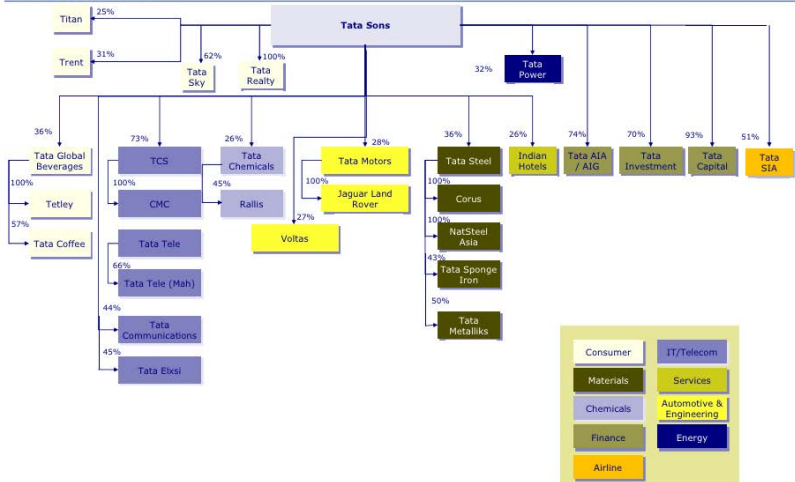 Tata Sons
Titan
25%
Trent
31%
62%
Tata
Sky
100%
Tata
Realty
32%
Tata
Power
36%
Tata Global
Beverages
100%
Tetley
57%
Tata Coffee
73%
TCS
100%
CMC
Tata Tele
66%
Tata Tele (Mah)
44%
Tata
Communications
45%
Tata Elxsi
26%
Tata
Chemicals
45%
Rallis
27%
Voltas
28%
Tata Motors
100%
Jaguar Land
Rover
36%
Tata Steel
100%
Corus
100%
NatSteel
Asia
43%
Tata Sponge
Iron
50%
Tata
Metalliks
26%
Indian
Hotels
74%
Tata AIA
/ AIG
70%
Tata
Investment
93%
Tata
Capital
51%
Tata
SIA
Consumer
IT/Telecom
Materials
Services
Chemicals
Automotive &
Engineering
Finance
Energy
Airline